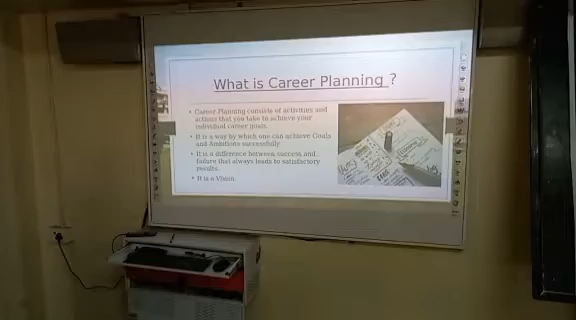 What is Career Planning ?
• Career Planning consists of activities and
actions that you take to achieve your
individual career goals.
• It is a way by which one can achieve Goals
and Ambitions successfully
• It is a difference between success and
failure that always leads to satisfactory
results.
• It is a Vision.